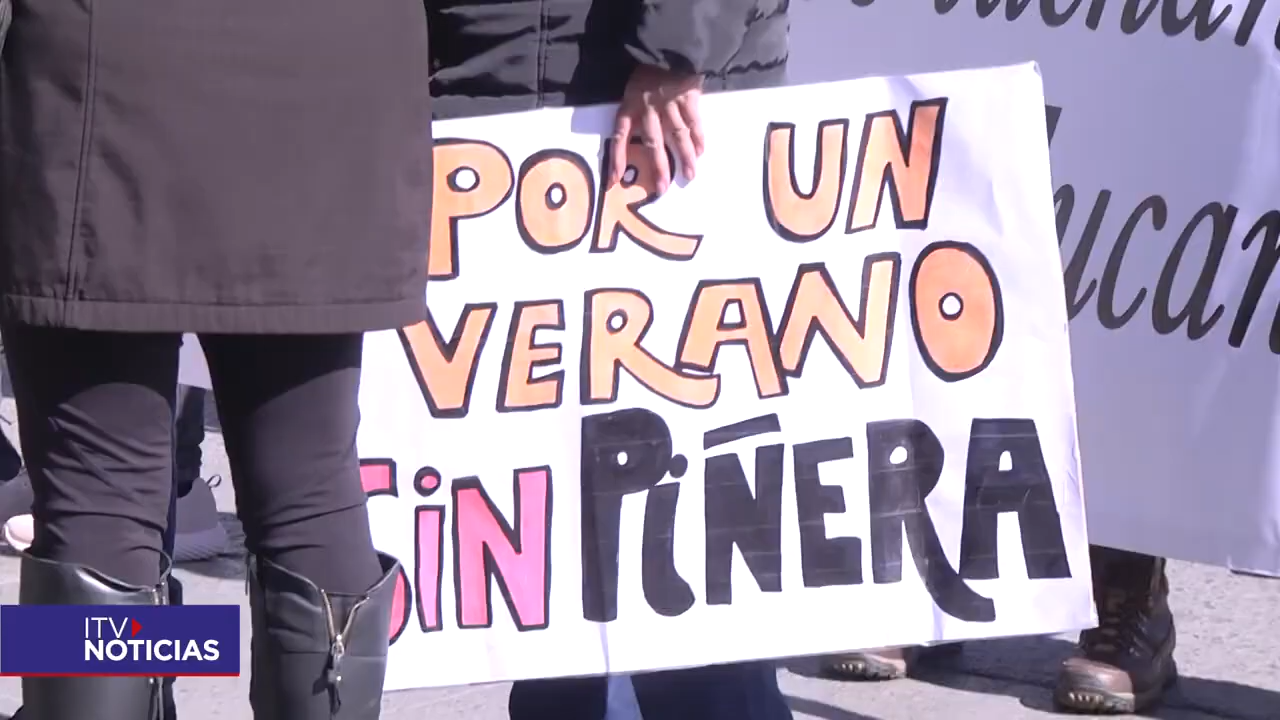 POR UN
VERANO
SiN PiÑERA
ITV
NOTICIAS